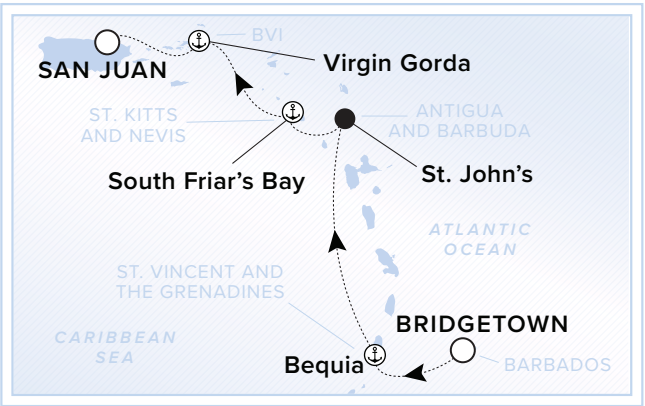 BVI
Virgin Gorda
SAN JUAN
ST. KITTS
AND NEVIS
ANTIGUA
AND BARBUDA
South Friar's Bay
St. John's
ATLANTIC
OCEAN
ST. VINCENT AND
THE GRENADINES
CARIBBEAN
SEA
BRIDGETOWN
Bequia
BARBADOS